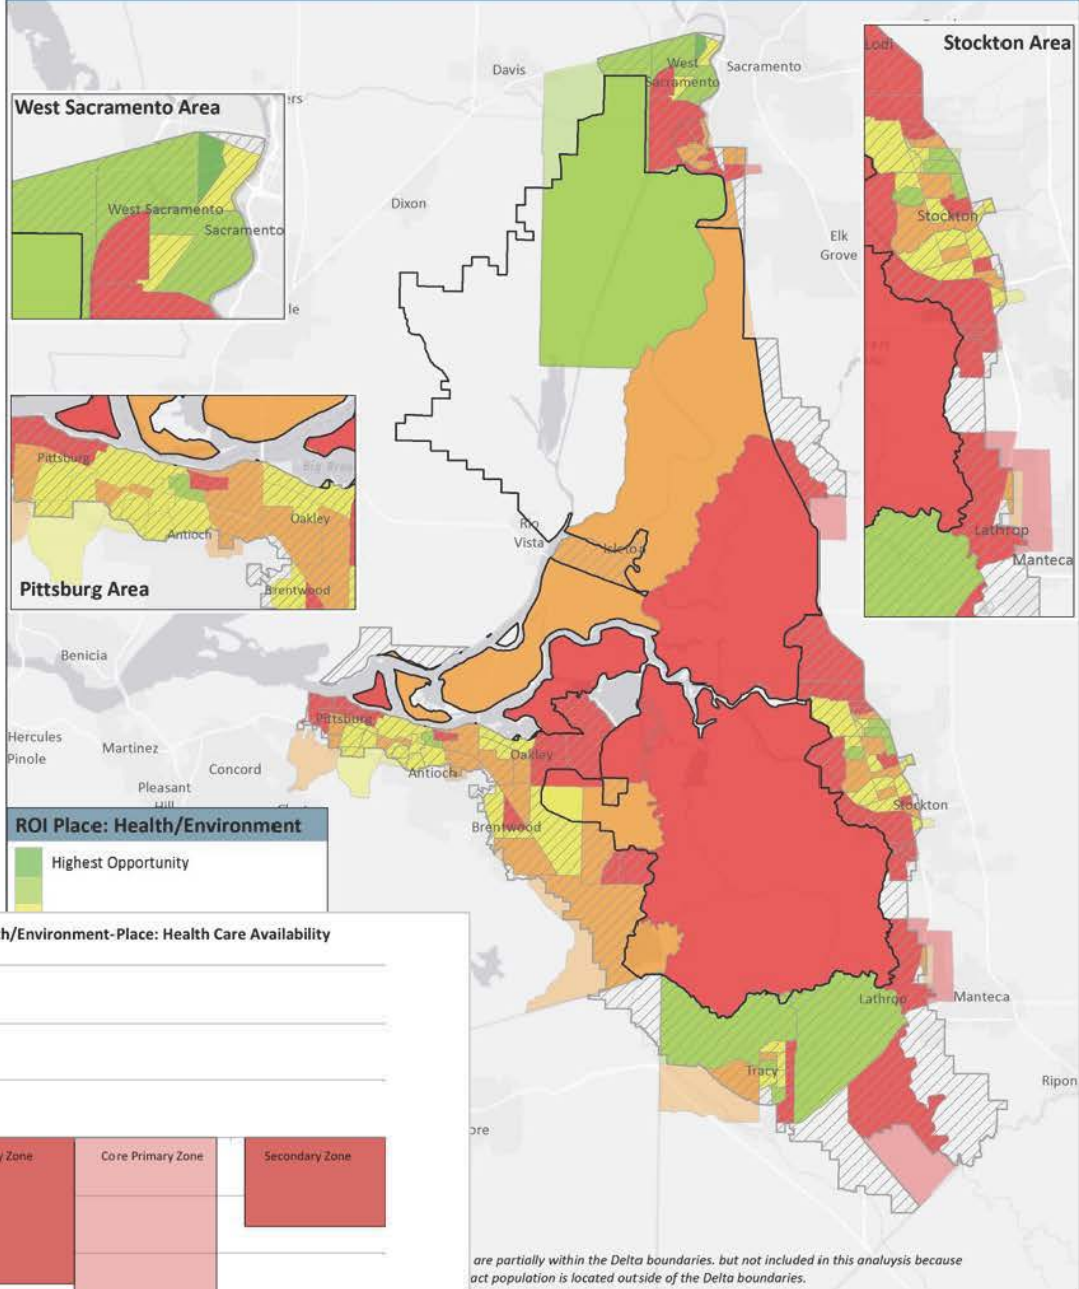 Stockton Area
Lodi
Stockton
Lathrop
Manteca
West Sacramento Area
West Sacramento
Sacramento
Davis
West
Sacramento
Sacramento
ers
Dixon
Elk
Grove
le
Pittsburg
Antioch
Oakley
Brentwood
Pittsburg Area
Rio
Vista
Isleton
Benicia
Hercules
Pinole
Martinez
Concord
Pleasant
Hill
Pittsburg
Antioch
Oakley
Brentwood
Stockton
Lathrop
Manteca
Tracy
Ripon
ore
ROI Place: Health/Environment
Highest Opportunity
h/Environment-Place: Health Care Availability
y Zone
Core Primary Zone
Secondary Zone
are partially within the Delta boundaries. but not included in this analuysis because
act population is located outside of the Delta boundaries.